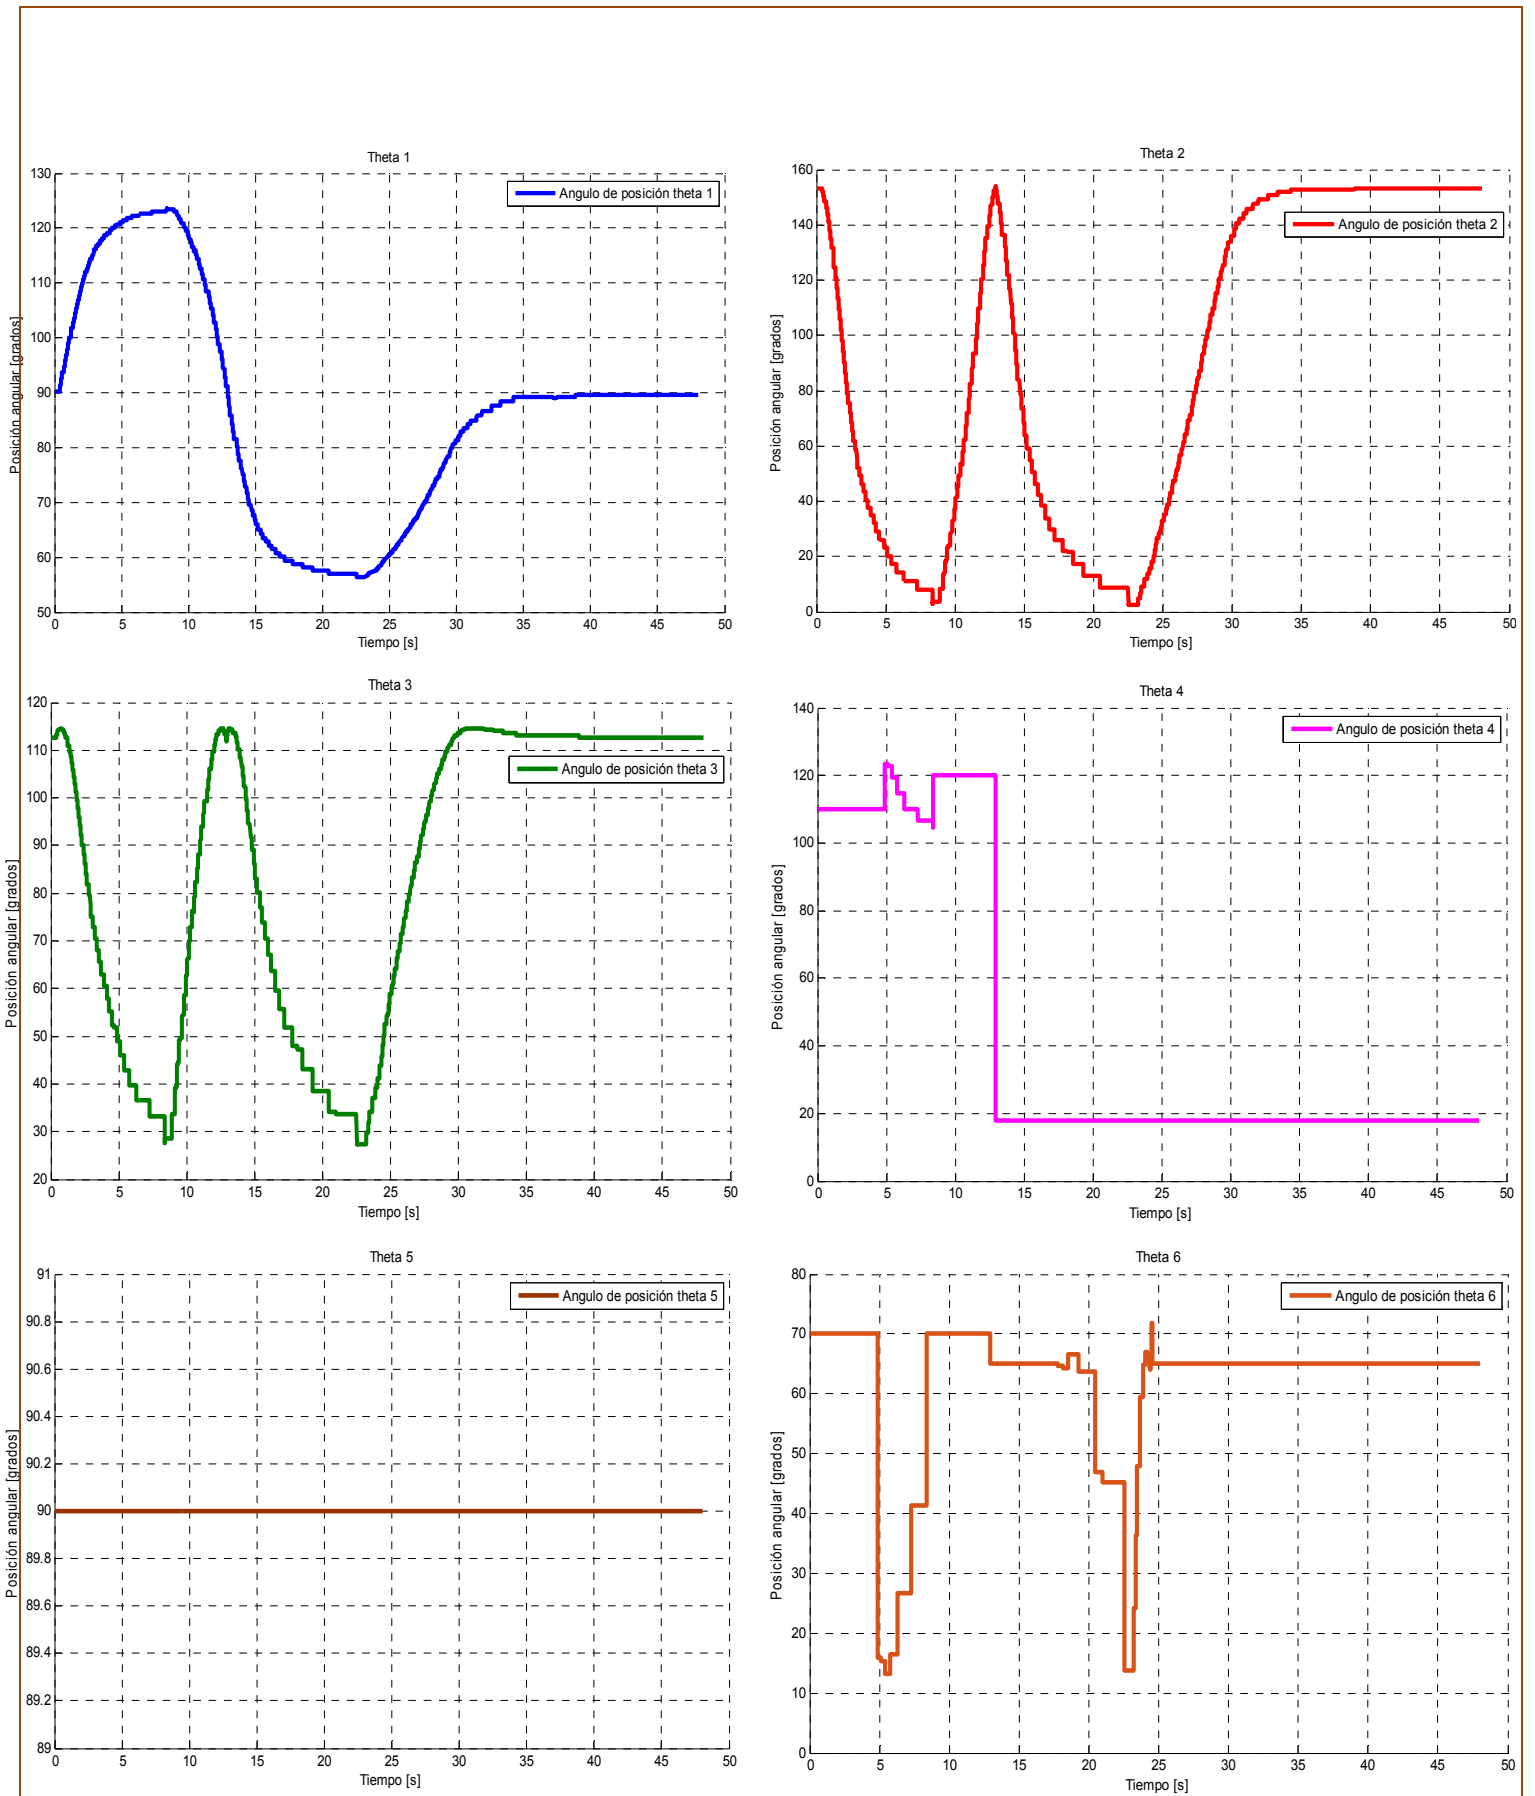 Theta 1
Angulo de posición theta 1
Posición angular [grados]
130
120
110
100
90
80
70
60
50
0 5 10 15 20 25 30 35 40 45 50
Tiempo [s]
Theta 2
Angulo de posición theta 2
Posición angular [grados]
160
140
120
100
80
60
40
20
0
0 5 10 15 20 25 30 35 40 45 50
Tiempo [s]
Theta 3
Angulo de posición theta 3
Posición angular [grados]
120
110
100
90
80
70
60
50
40
30
20
0 5 10 15 20 25 30 35 40 45 50
Tiempo [s]
Theta 4
Angulo de posición theta 4
Posición angular [grados]
140
120
100
80
60
40
20
0
0 5 10 15 20 25 30 35 40 45 50
Tiempo [s]
Theta 5
Angulo de posición theta 5
Posición angular [grados]
91
90.8
90.6
90.4
90.2
90
89.8
89.6
89.4
89.2
89
0 5 10 15 20 25 30 35 40 45 50
Tiempo [s]
Theta 6
Angulo de posición theta 6
Posición angular [grados]
80
70
60
50
40
30
20
10
0
0 5 10 15 20 25 30 35 40 45 50
Tiempo [s]